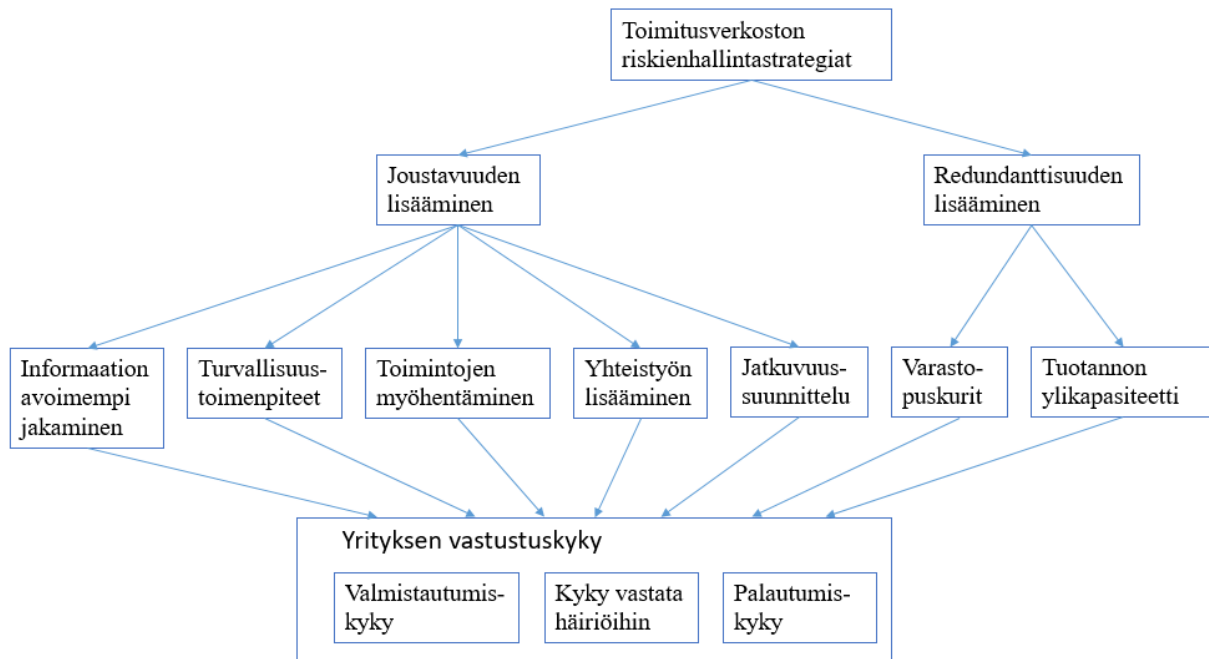 Toimitusverkoston
riskienhallintastrategiat
Joustavuuden
lisääminen
Redundanttisuuden
lisääminen
Informaation
avoimempi
jakaminen
Turvallisuus-
toimenpiteet
Toimintojen
myöhentäminen
Yhteistyön
lisääminen
Jatkuvuus-
suunnittelu
Varasto-
puskurit
Tuotannon
ylikapasiteetti
Yrityksen vastustuskyky
Valmistautumis-
kyky
Kyky vastata
häiriöihin
Palautumis-
kyky